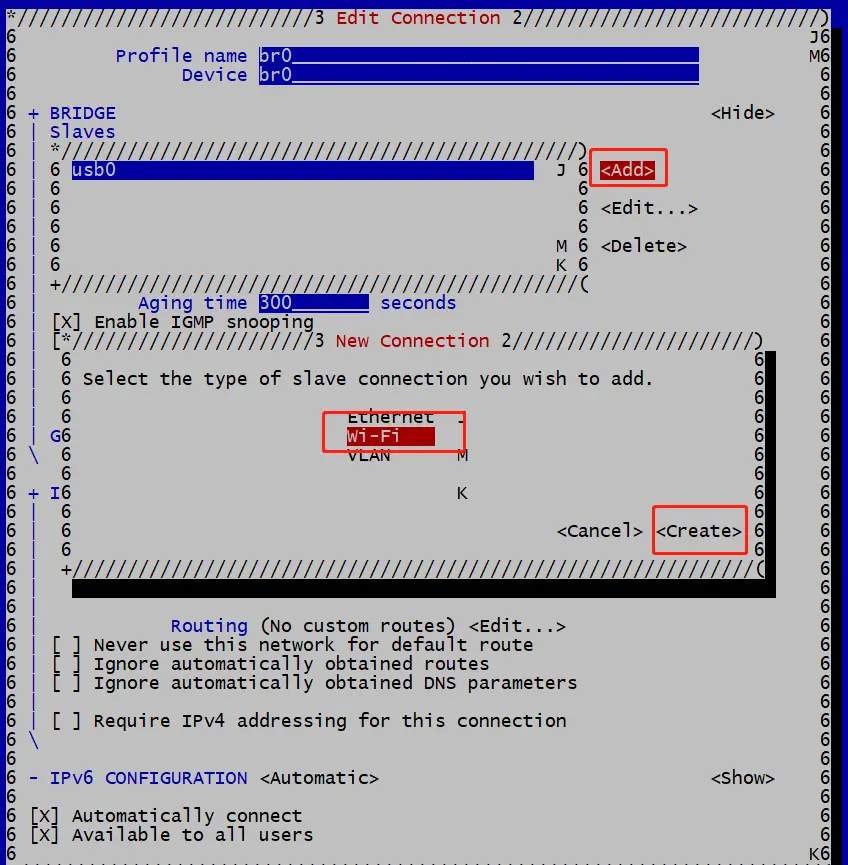 *///////////////////////////3 Edit Connection 2///////////////////////////)
6 J6
6 Profile name br0_____________________________________ M6
6 Device br0_____________________________________ 6
6 6
6 + BRIDGE <Hide> 6
6 | Slaves 6
6 | *///////////////////////////////////////////////) 6
6 | 6 usb0 J 6 <Add> 6
6 | 6 6 6
6 | 6 6 <Edit...> 6
6 | 6 6 6
6 | 6 M 6 <Delete> 6
6 | 6 K 6 6
6 | +///////////////////////////////////////////////( 6
6 | Aging time 300_______ seconds 6
6 | [X] Enable IGMP snooping 6
6 | [*//////////////////////3 New Connection 2//////////////////////) 6
6 | 6 6 6
6 | 6 Select the type of slave connection you wish to add. 6 6
6 | 6 6 6
6 | 6 Ethernet 6 6
6 | G6 Wi-Fi 6 6
6 \ 6 VLAN M 6 6
6 6 6 6
6 + I6 K 6 6
6 | 6 6 6
6 | 6 <Cancel> <Create> 6 6
6 | 6 6 6
6 | +//////////////////////////////////////////////////////////////( 6
6 | 6
6 | 6
6 | Routing (No custom routes) <Edit...> 6
6 | [ ] Never use this network for default route 6
6 | [ ] Ignore automatically obtained routes 6
6 | [ ] Ignore automatically obtained DNS parameters 6
6 | 6
6 | [ ] Require IPv4 addressing for this connection 6
6 \ 6
6 6
6 - IPv6 CONFIGURATION <Automatic> <Show> 6
6 6
6 [X] Automatically connect 6
6 [X] Available to all users 6
6 K6